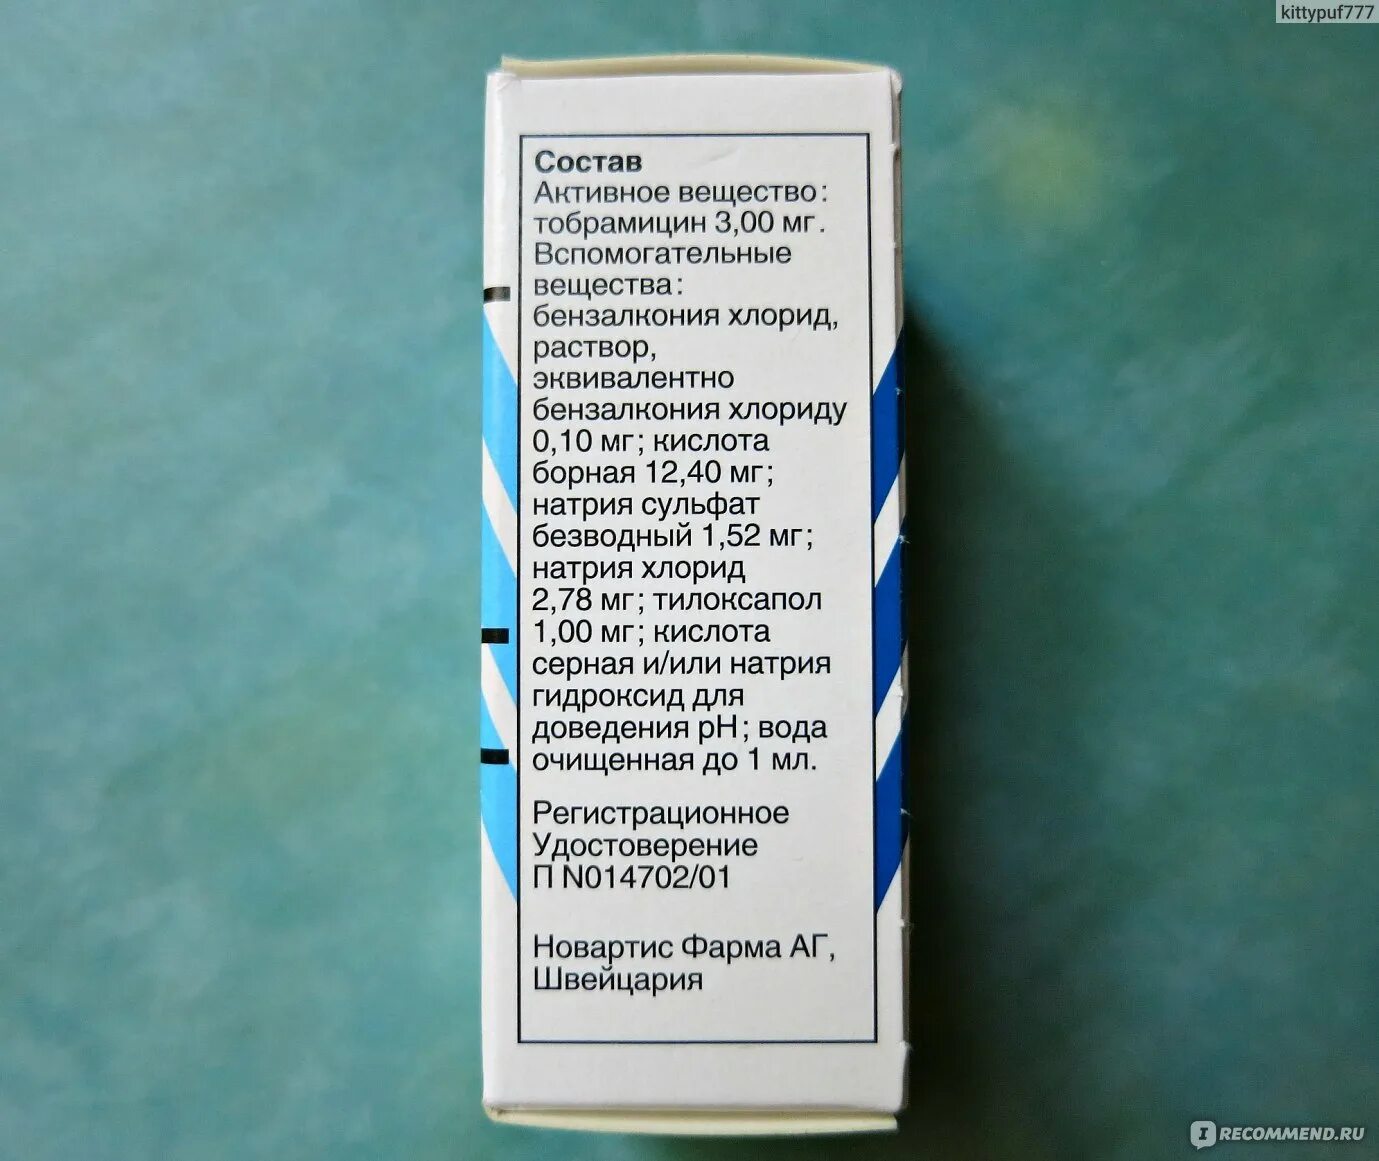 kittypuf777
Состав
Активное вещество:
тобрамицин 3,00 мг.
Вспомогательные
вещества:
бензалкония хлорид,
раствор,
эквивалентно
бензалкония хлориду
0,10 мг; кислота
борная 12,40 мг;
натрия сульфат
безводный 1,52 мг;
натрия хлорид
2,78 мг; тилоксапол
1,00 мг; кислота
серная и/или натрия
гидроксид для
доведения pH; вода
очищенная до 1 мл.
Регистрационное
Удостоверение
П N014702/01
Новартис Фарма АГ,
Швейцария
I RECOMMEND.RU